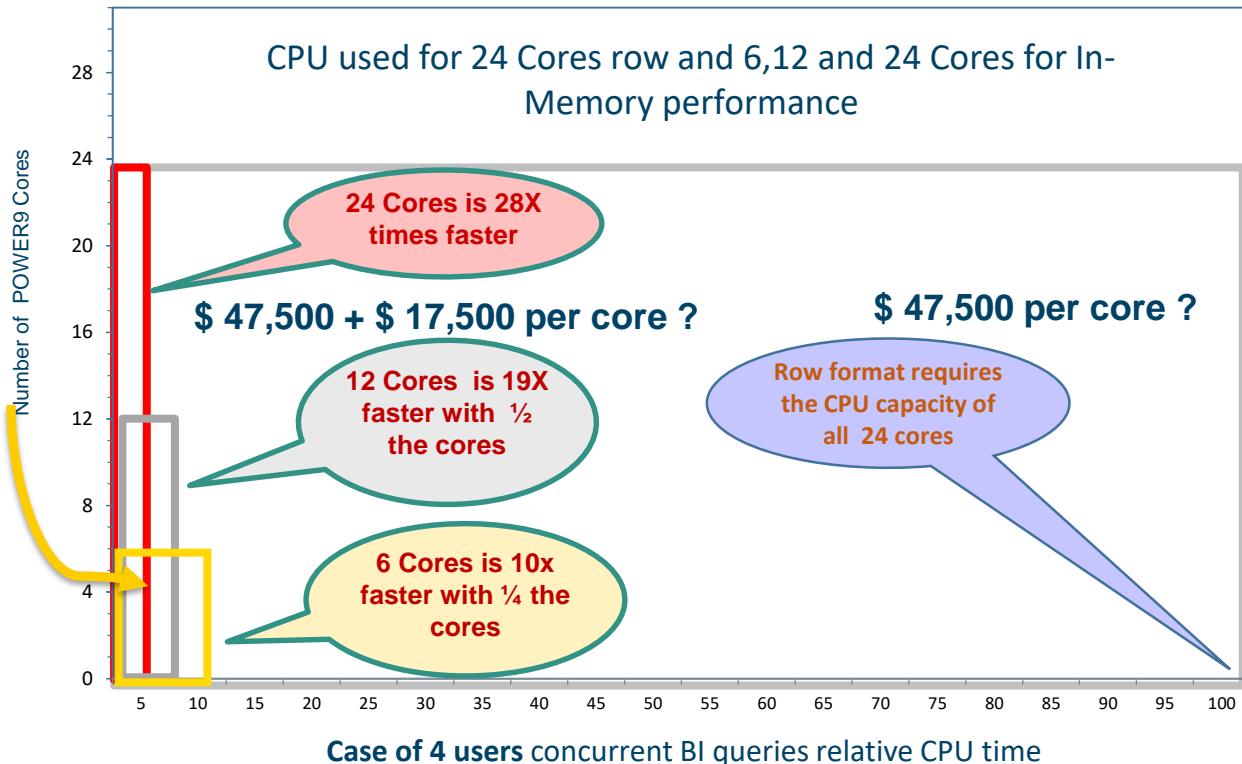 CPU used for 24 Cores row and 6,12 and 24 Cores for In-
Memory performance
Number of POWER9 Cores
28
24
20
16
12
8
4
0
24 Cores is 28X
times faster
$ 47,500 + $ 17,500 per core ?
$ 47,500 per core ?
12 Cores is 19X
faster with ½
the cores
Row format requires
the CPU capacity of
all 24 cores
6 Cores is 10x
faster with ¼ the
cores
5 10 15 20 25 30 35 40 45 50 55 60 65 70 75 80 85 90 95 100
Case of 4 users concurrent BI queries relative CPU time